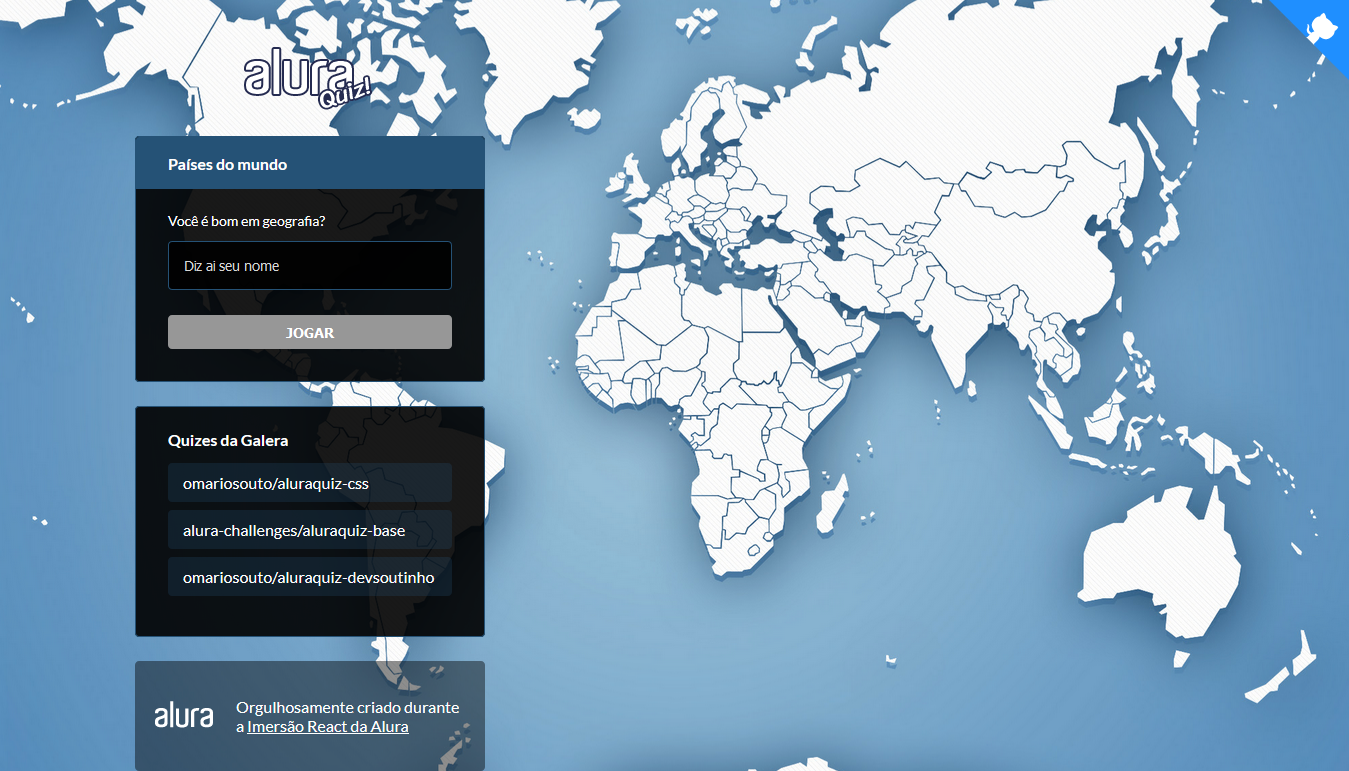 alura
Quiz!
Países do mundo
Você é bom em geografia?
Diz ai seu nome
JOGAR
Quizes da Galera
omariosouto/aluraquiz-css
alura-challenges/aluraquiz-base
omariosouto/aluraquiz-devsoutinho
alura
Orgulhosamente criado durante
a Imersão React da Alura